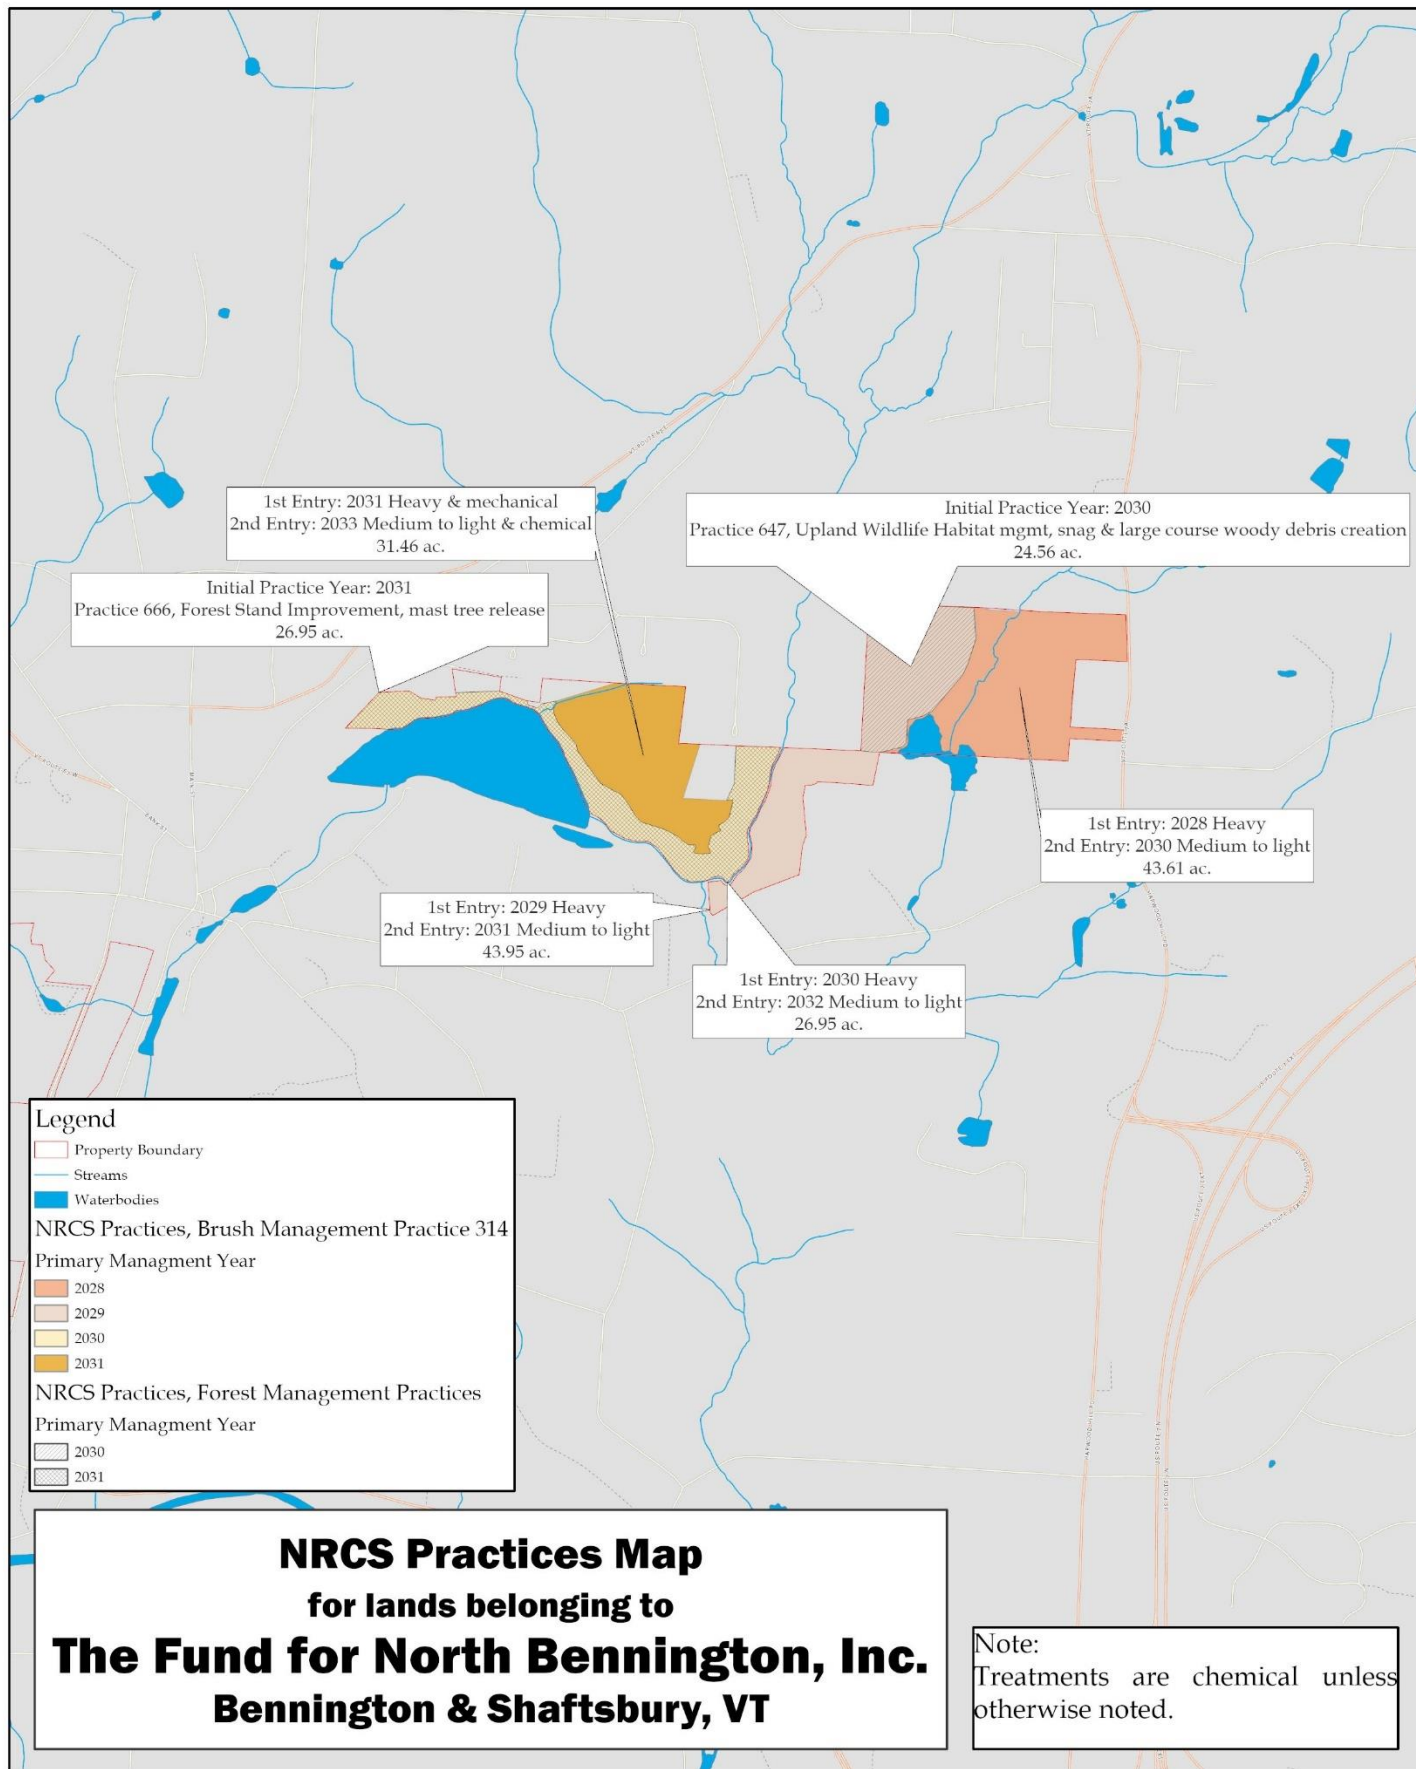 1st Entry: 2031 Heavy & mechanical
2nd Entry: 2033 Medium to light & chemical
31.46 ac.
Initial Practice Year: 2030
Practice 647, Upland Wildlife Habitat mgmt, snag & large course woody debris creation
24.56 ac.
Initial Practice Year: 2031
Practice 666, Forest Stand Improvement, mast tree release
26.95 ac.
1st Entry: 2028 Heavy
2nd Entry: 2030 Medium to light
43.61 ac.
1st Entry: 2029 Heavy
2nd Entry: 2031 Medium to light
43.95 ac.
1st Entry: 2030 Heavy
2nd Entry: 2032 Medium to light
26.95 ac.
MAIN ST
PARK ST
Legend
Property Boundary
Streams
Waterbodies
NRCS Practices, Brush Management Practice 314
Primary Managment Year
2028
2029
2030
2031
NRCS Practices, Forest Management Practices
Primary Managment Year
2030
2031
NRCS Practices Map
for lands belonging to
The Fund for North Bennington, Inc.
Bennington & Shaftsbury, VT
Note:
Treatments are chemical unless
otherwise noted.